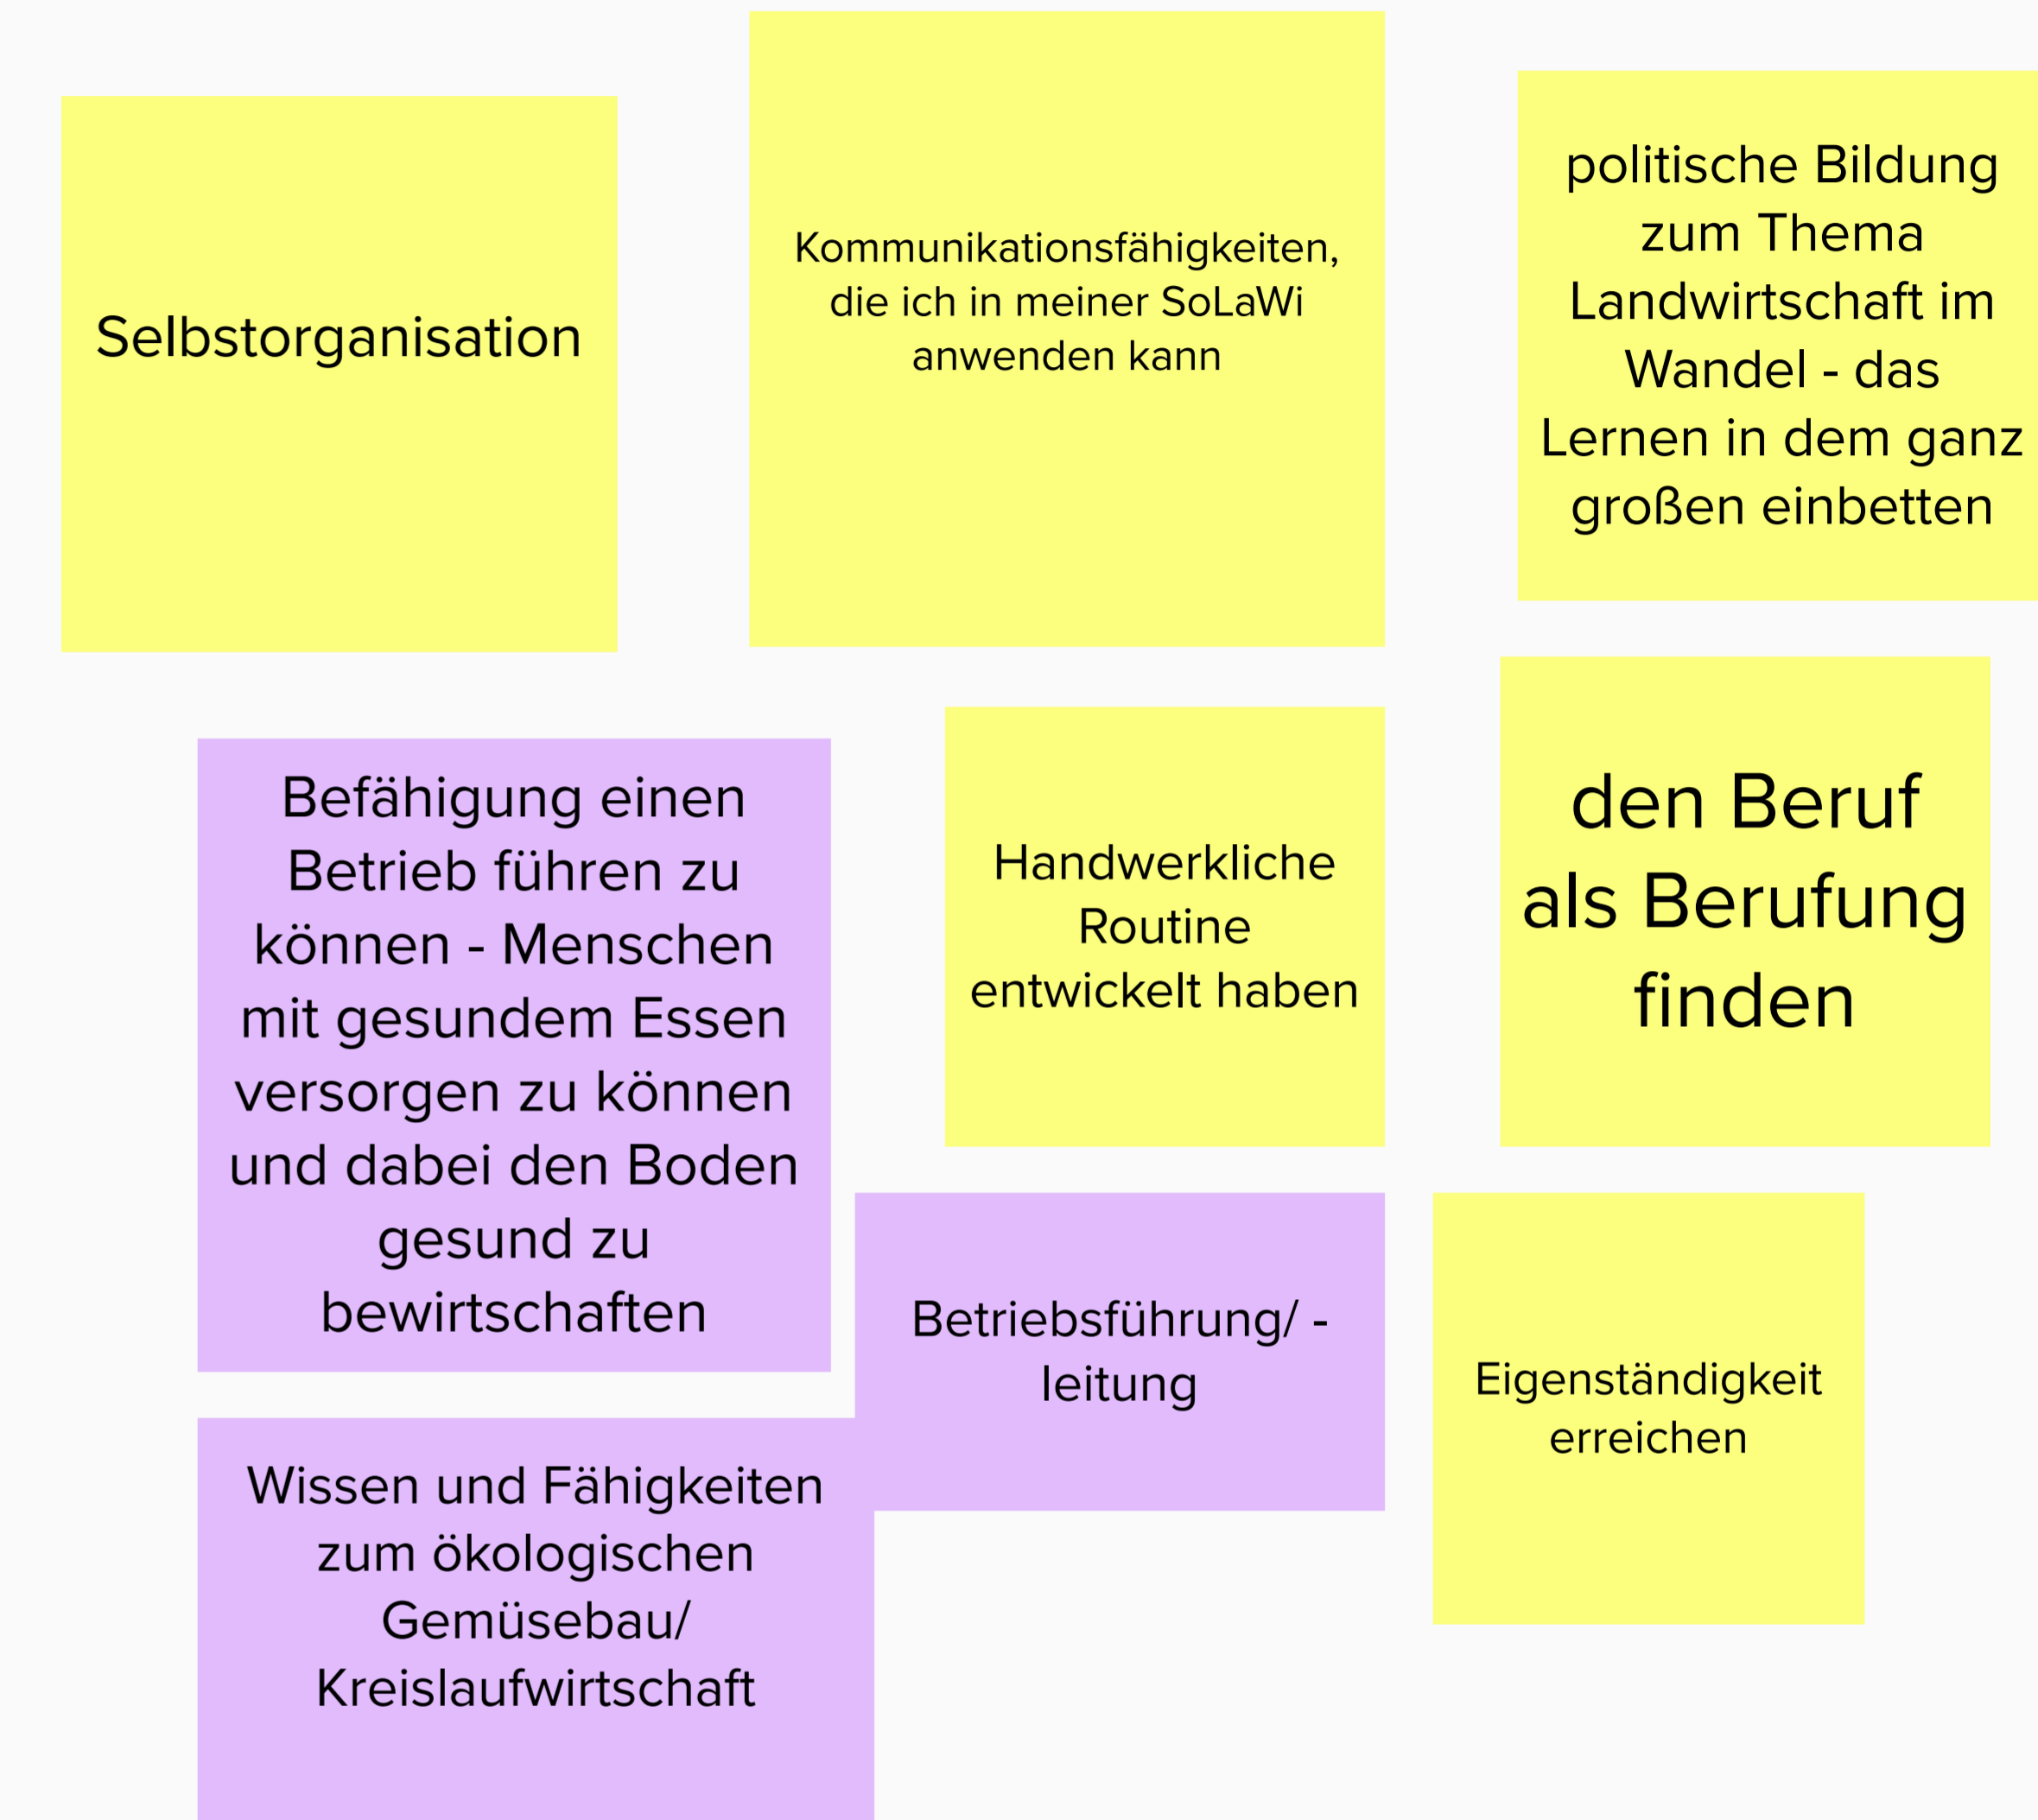 Selbstorganisation
Kommunikationsfähigkeiten,
die ich in meiner SoLaWi
anwenden kann
politische Bildung
zum Thema
Landwirtschaft im
Wandel - das
Lernen in dem ganz
großen einbetten
Befähigung einen
Betrieb führen zu
können - Menschen
mit gesundem Essen
versorgen zu können
und dabei den Boden
gesund zu
bewirtschaften
Handwerkliche
Routine
entwickelt haben
den Beruf
als Berufung
finden
Betriebsführung/ -
leitung
Eigenständigkeit
erreichen
Wissen und Fähigkeiten
zum ökologischen
Gemüsebau/
Kreislaufwirtschaft